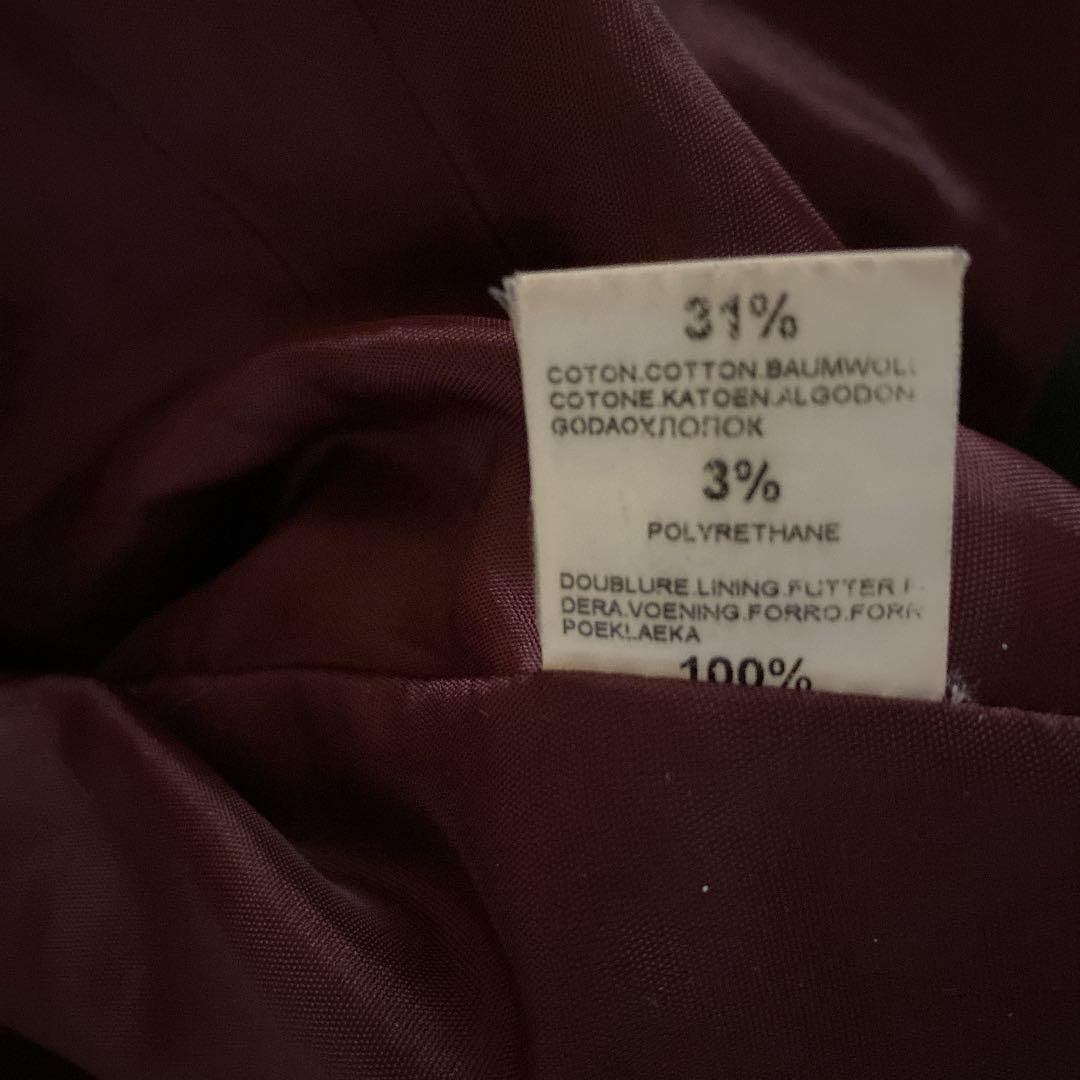 31%
COTON.COTTON.BAUMWOLL
COTONE.KATOEN.ALGODON
GODAOXЛОПОК
3%
POLYRETHANE
DOUBLURE.LINING.FUTTER.F
DERA.VOENING.FORRO.FORR
POEKLAEKA
100%